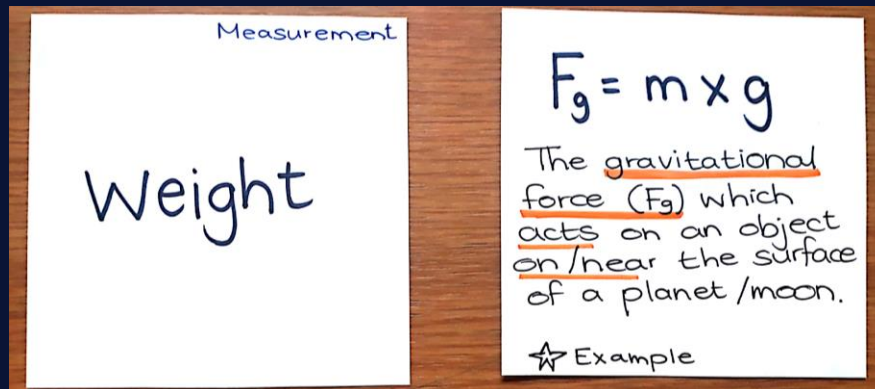 Measurement
Weight
Fg = m x g
The gravitational
force (Fg) which
acts on an object
on/near the surface
of a planet/moon.
☆ Example